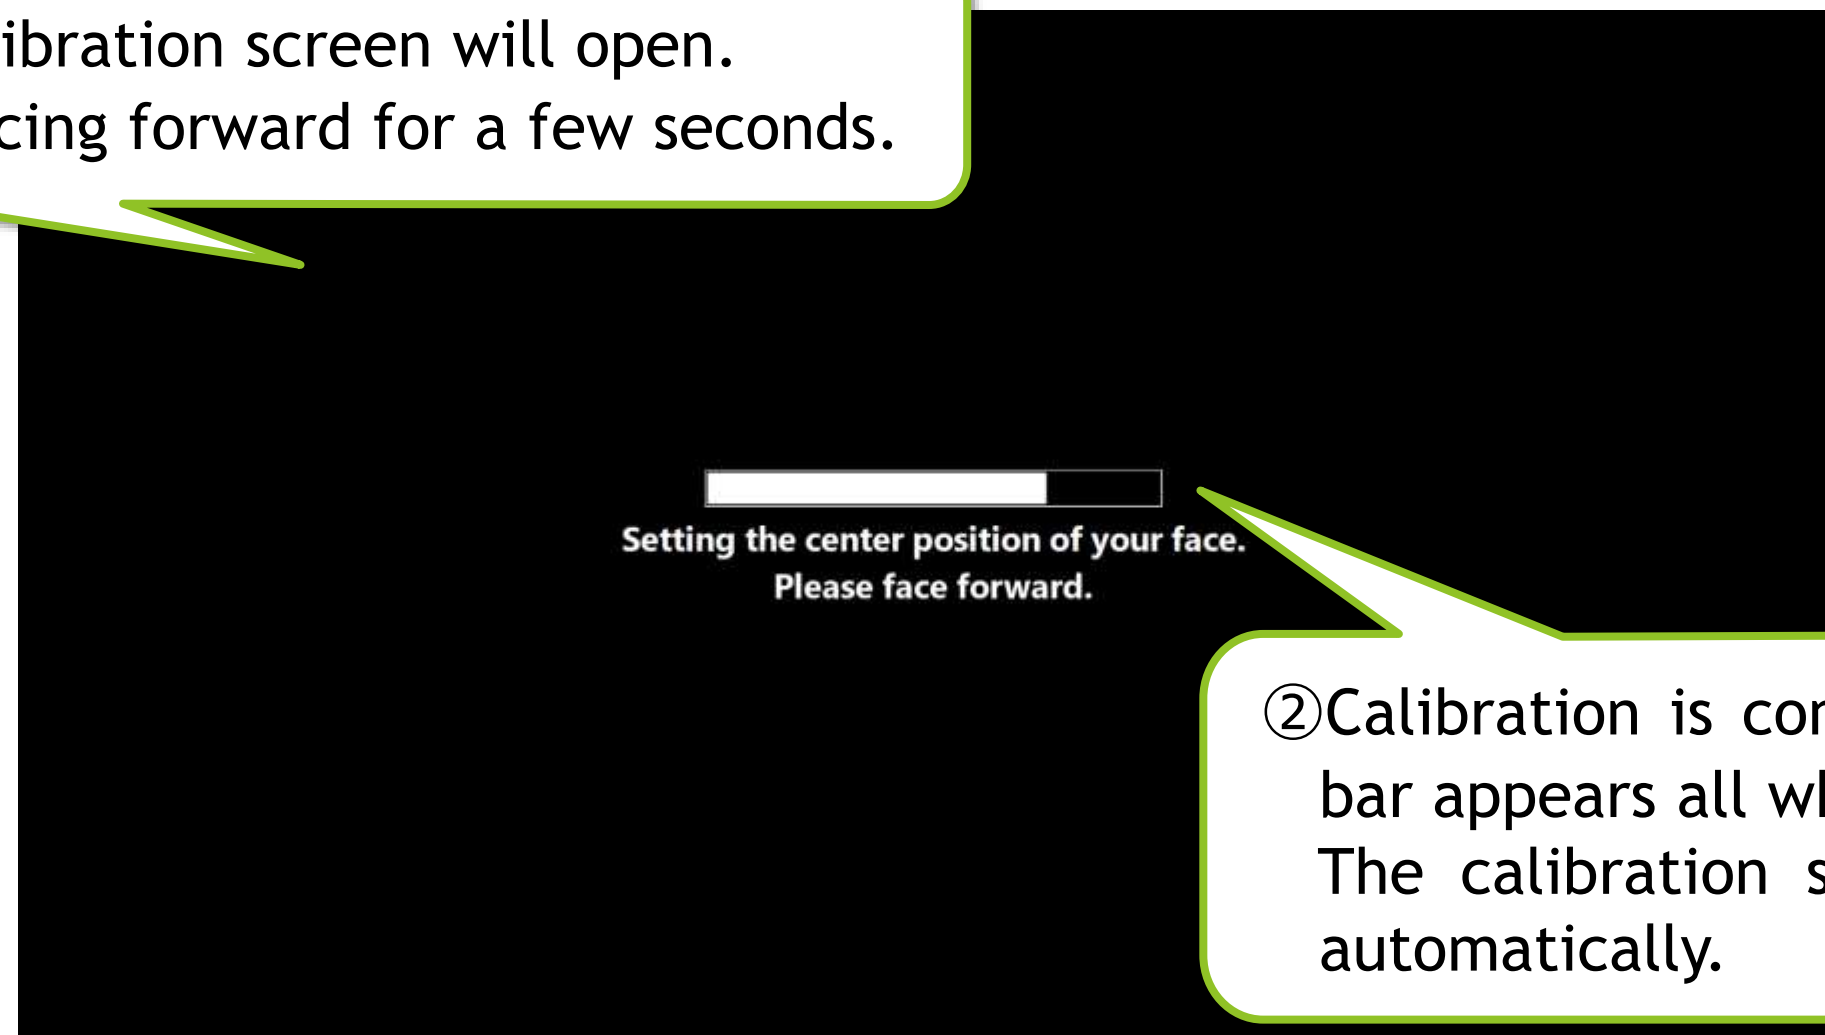 ibration screen will open.
cing forward for a few seconds.
Setting the center position of your face.
Please face forward.
②Calibration is
bar appears all
The calibration
automatically.